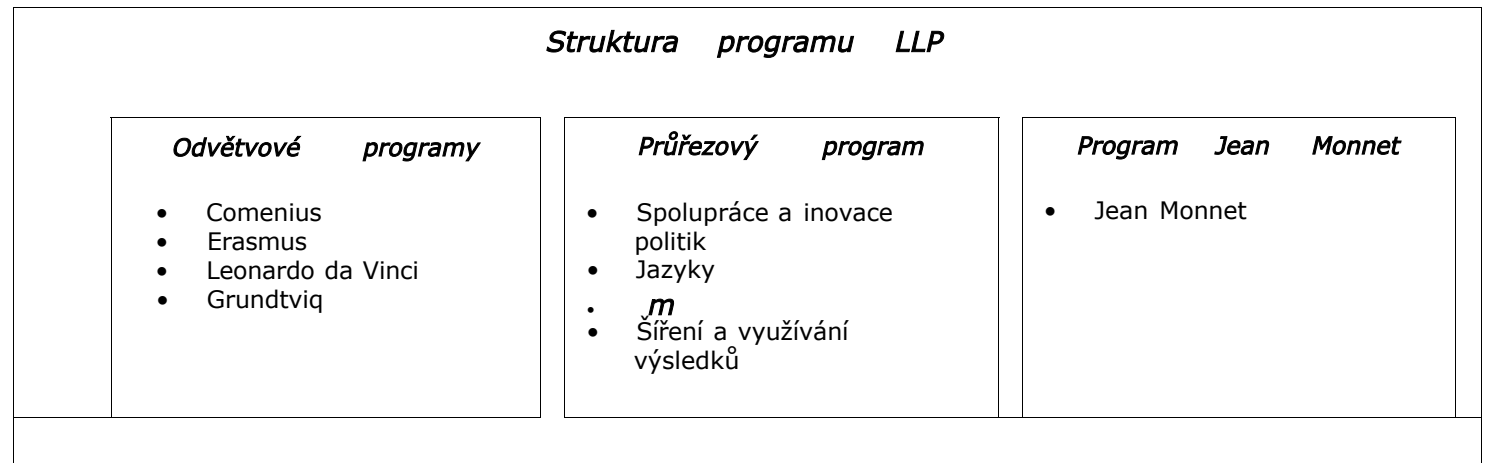 Struktura programu LLP
Odvětvové programy
• Comenius
• Erasmus
• Leonardo da Vinci
• Grundtviq
Průřezový program
• Spolupráce a inovace
politik
• Jazyky
• m
• Šíření a využívání
výsledků
Program Jean Monnet
• Jean Monnet